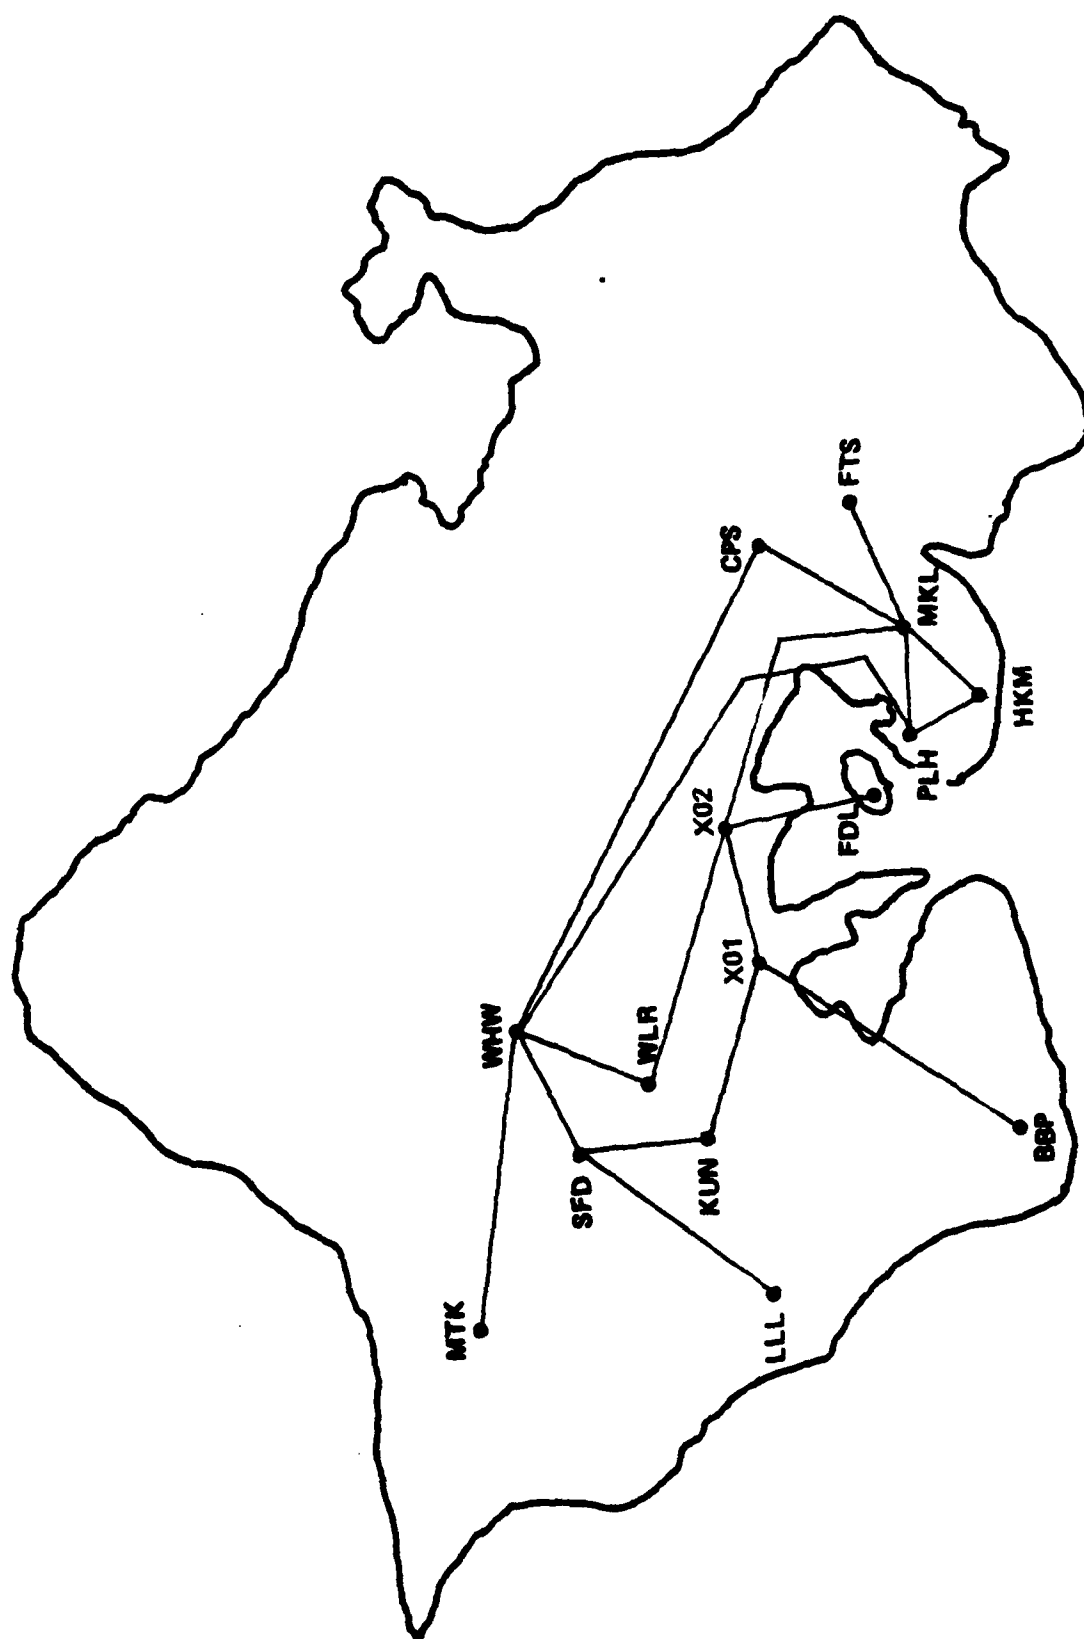 MTK
WHW
SFD
WLR
KUN
LLL
X01
X02
BBP
CPS
FTS
FDL
PLH
MKL
HKM